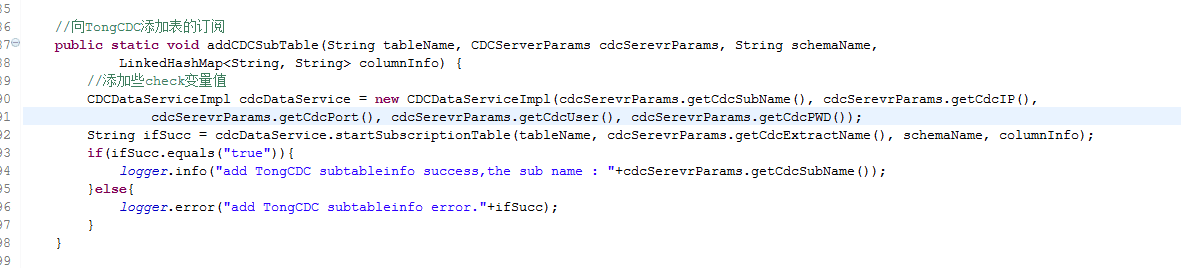 35
36 //向TongCDC添加表的订阅
37 public static void addCDCSubTable(String tableName, CDCServerParams cdcSerevrParams, String schemaName,
38 LinkedHashMap<String, String> columnInfo) {
39 //添加些check变量值
90 CDCDataServiceImpl cdcDataService = new CDCDataServiceImpl(cdcSerevrParams.getCdcSubName(), cdcSerevrParams.getCdcIP(),
91 cdcSerevrParams.getCdcPort(), cdcSerevrParams.getCdcUser(), cdcSerevrParams.getCdcPWD());
92 String ifSucc = cdcDataService.startSubscriptionTable(tableName, cdcSerevrParams.getCdcExtractName(), schemaName, columnInfo);
93 if(ifSucc.equals("true")){
94 logger.info("add TongCDC subtableinfo success,the sub name : "+cdcSerevrParams.getCdcSubName());
95 }else{
96 logger.error("add TongCDC subtableinfo error."+ifSucc);
97 }
98 }
99